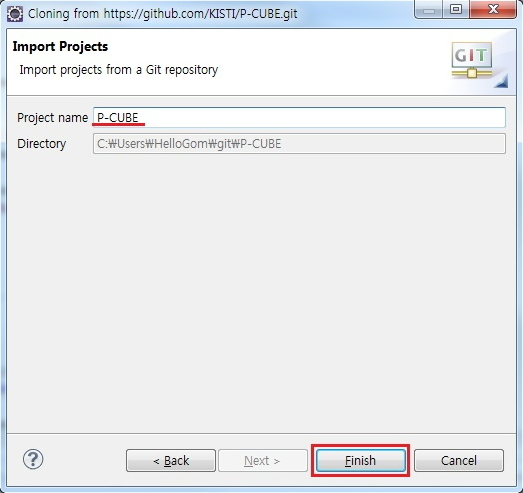 Cloning from https://github.com/KISTI/P-CUBE.git
Import Projects
Import projects from a Git repository
GIT
Project name P-CUBE
Directory C:₩Users₩HelloGom₩git₩P-CUBE
? < Back Next > Finish Cancel